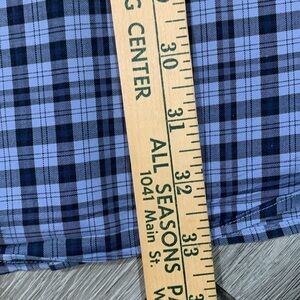 G CENTER
ALL SEASONS P
1041 Main St. W
30
31
32
33